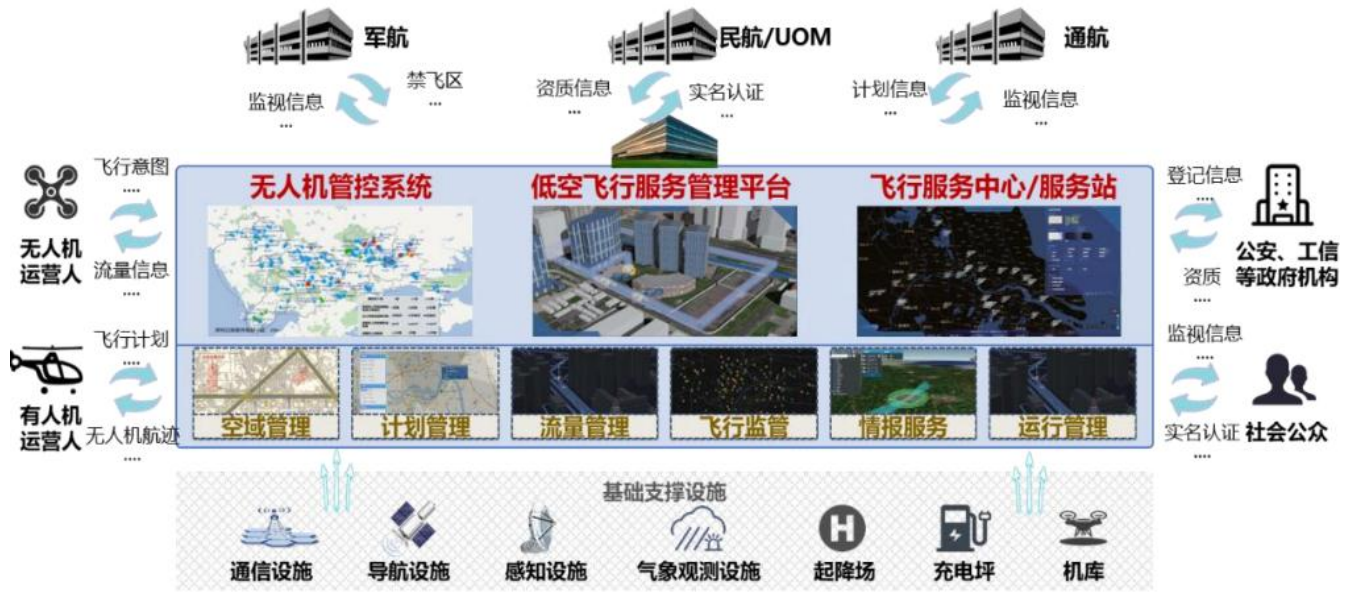 军航
民航/UOM
通航
监视信息
...
禁飞区
...
资质信息
...
实名认证
...
计划信息
...
监视信息
...
飞行意图
....
无人机
运营人
流量信息
....
飞行计划
....
有人机
运营人
无人机航迹
....
无人机管控系统
低空飞行服务管理平台
飞行服务中心/服务站
空域管理
计划管理
流量管理
飞行监管
情报服务
运行管理
登记信息
....
公安、工信
等政府机构
资质
....
监视信息
....
实名认证
....
社会公众
基础支撑设施
通信设施
导航设施
感知设施
气象观测设施
H
起降场
充电坪
机库